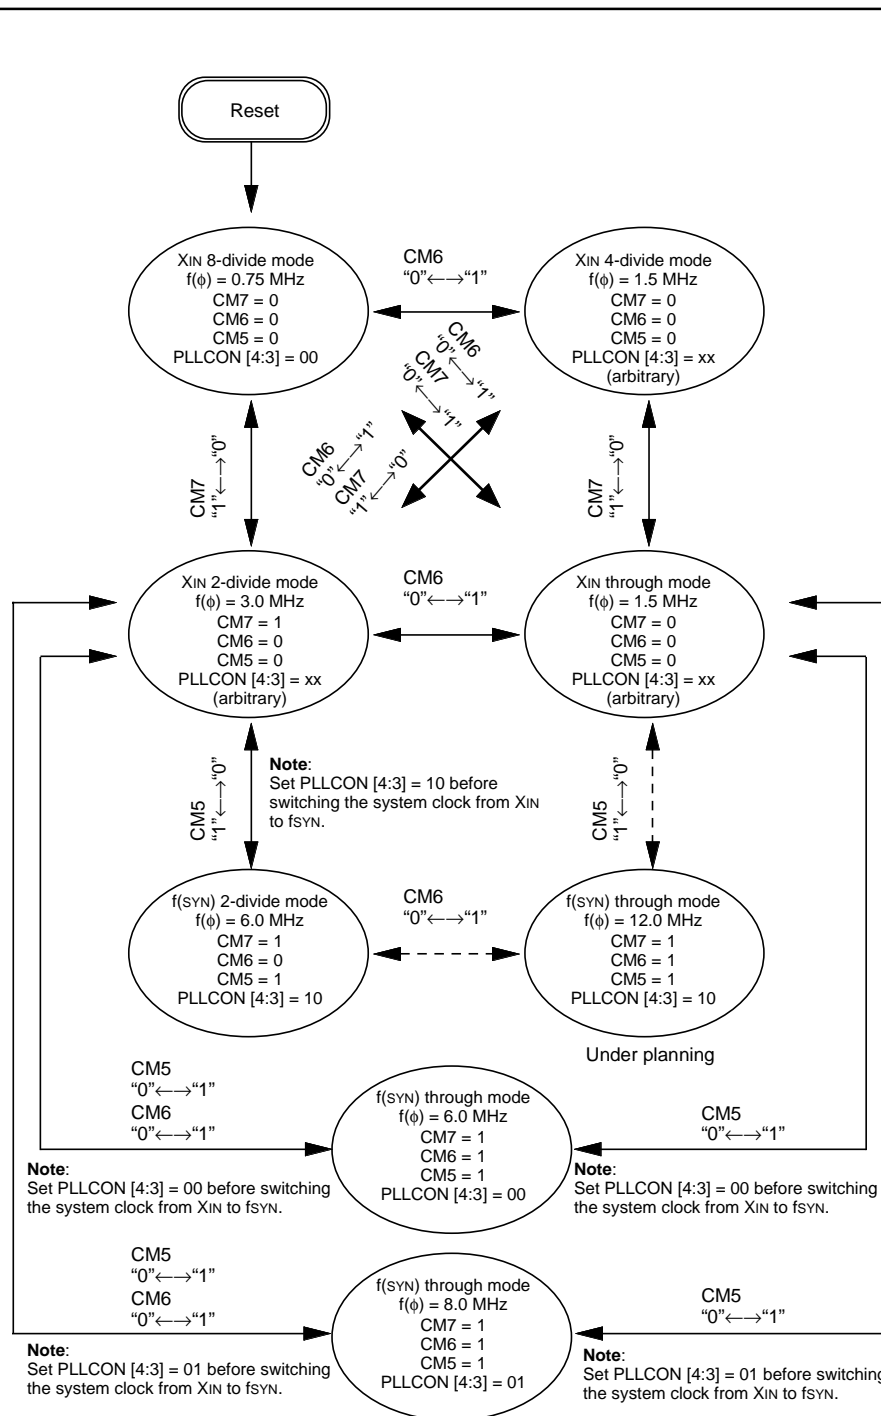 Reset
XIN 8-divide mode
f(ϕ) = 0.75 MHz
CM7 = 0
CM6 = 0
CM5 = 0
PLLCON [4:3] = 00
CM6
“0”←→“1”
XIN 4-divide mode
f(ϕ) = 1.5 MHz
CM7 = 0
CM6 = 0
CM5 = 0
PLLCON [4:3] = xx
(arbitrary)
CM6
“0”←→“1”
CM7
“0”←→“1”
CM6
“0”←→“1”
CM7
“1”←→“0”
CM7
“1”←→“0”
CM7
“1”←→“0”
XIN 2-divide mode
f(ϕ) = 3.0 MHz
CM7 = 1
CM6 = 0
CM5 = 0
PLLCON [4:3] = xx
(arbitrary)
CM6
“0”←→“1”
XIN through mode
f(ϕ) = 1.5 MHz
CM7 = 0
CM6 = 0
CM5 = 0
PLLCON [4:3] = xx
(arbitrary)
CM5
“1”←→“0”
Note:
Set PLLCON [4:3] = 10 before
switching the system clock from XIN
to fSYN.
CM5
“1”←→“0”
f(SYN) 2-divide mode
f(ϕ) = 6.0 MHz
CM7 = 1
CM6 = 0
CM5 = 1
PLLCON [4:3] = 10
CM6
“0”←→“1”
f(SYN) through mode
f(ϕ) = 12.0 MHz
CM7 = 1
CM6 = 1
CM5 = 1
PLLCON [4:3] = 10
Under planning
CM5
“0”←→“1”
CM6
“0”←→“1”
f(SYN) through mode
f(ϕ) = 6.0 MHz
CM7 = 1
CM6 = 1
CM5 = 1
PLLCON [4:3] = 00
CM5
“0”←→“1”
Note:
Set PLLCON [4:3] = 00 before switching
the system clock from XIN to fSYN.
Note:
Set PLLCON [4:3] = 00 before switching
the system clock from XIN to fSYN.
CM5
“0”←→“1”
CM6
“0”←→“1”
f(SYN) through mode
f(ϕ) = 8.0 MHz
CM7 = 1
CM6 = 1
CM5 = 1
PLLCON [4:3] = 01
CM5
“0”←→“1”
Note:
Set PLLCON [4:3] = 01 before switching
the system clock from XIN to fSYN.
Note:
Set PLLCON [4:3] = 01 before switching
the system clock from XIN to fSYN.